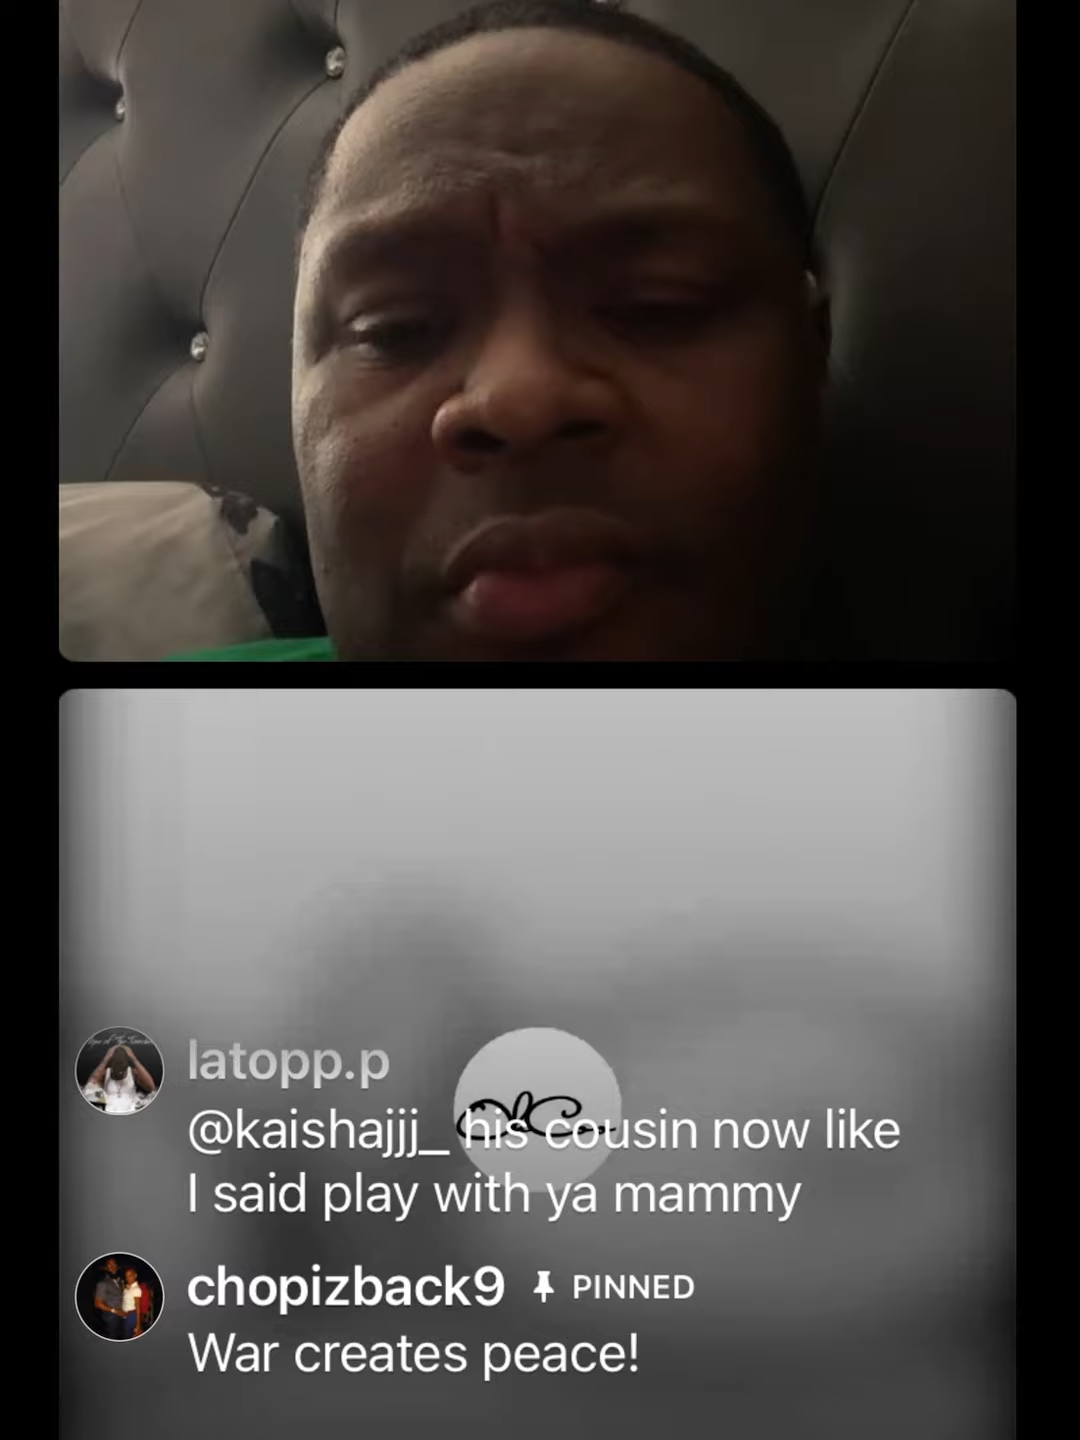 latopp.p
@kaishajjj_ his cousin now like
I said play with ya mammy
chopizback9 PINNED
War creates peace!